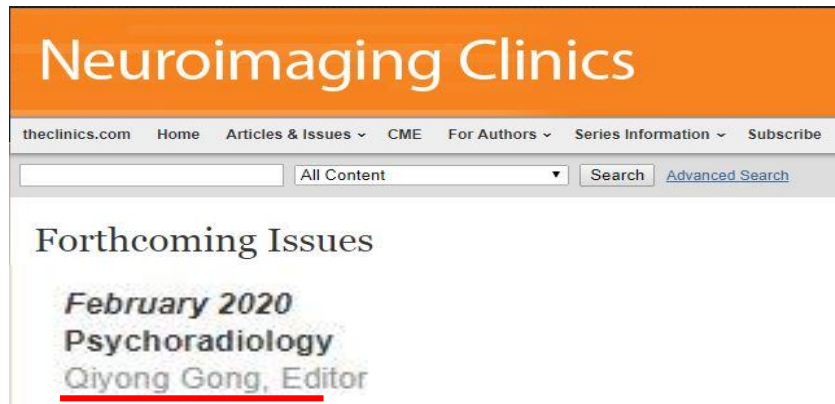 Neuroimaging Clinics
theclinics.com Home Articles & Issues CME For Authors Series Information Subscribe
All Content Search Advanced Search
Forthcoming Issues
February 2020
Psychoradiology
Qiyong Gong, Editor